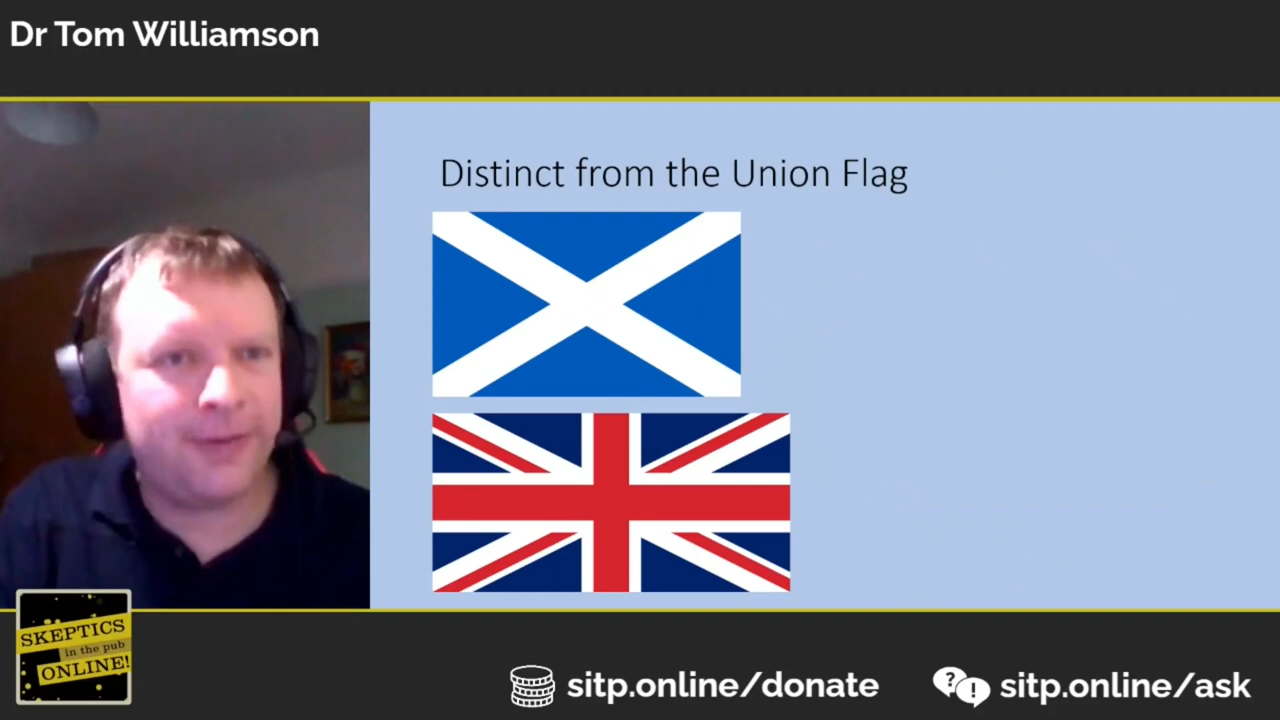 Dr Tom Williamson
Distinct from the Union Flag
SKEPTICS
in the pub
ONLINE!
sitp.online/donate
? !
sitp.online/ask